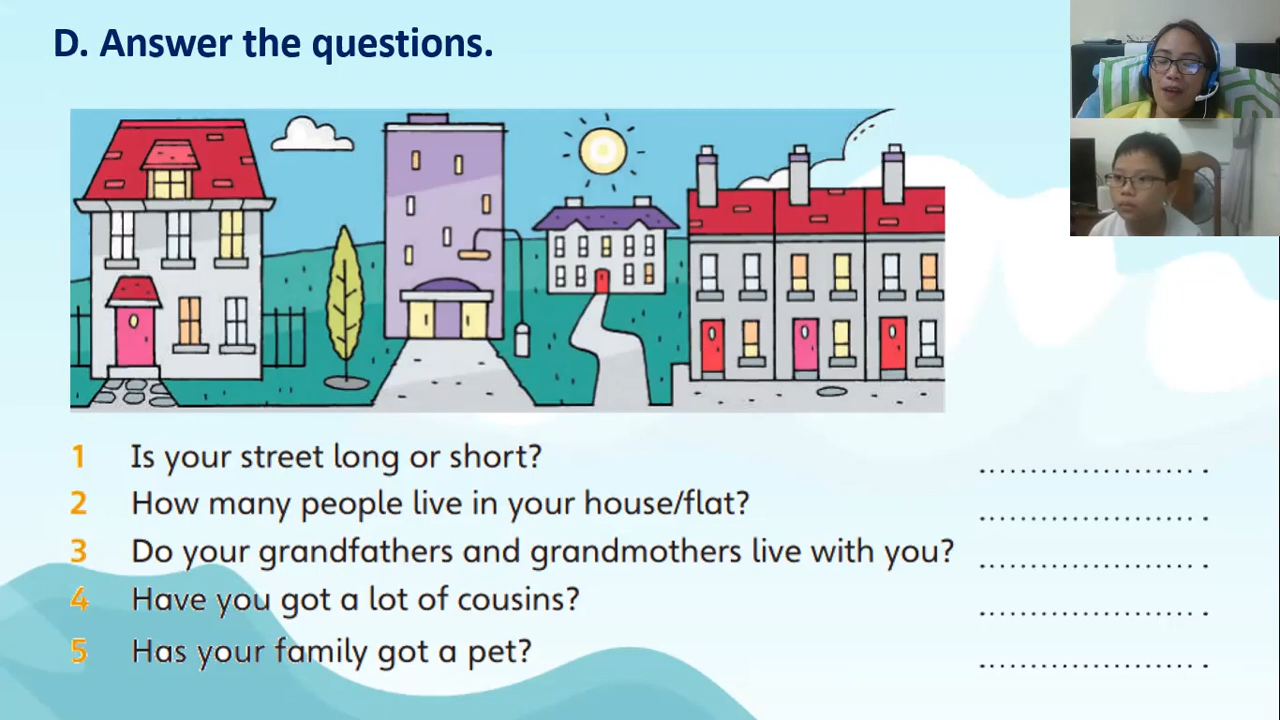 D. Answer the questions.
1 Is your street long or short? ...................... .
2 How many people live in your house/flat? ...................... .
3 Do your grandfathers and grandmothers live with you? ...................... .
4 Have you got a lot of cousins? ...................... .
5 Has your family got a pet? ...................... .